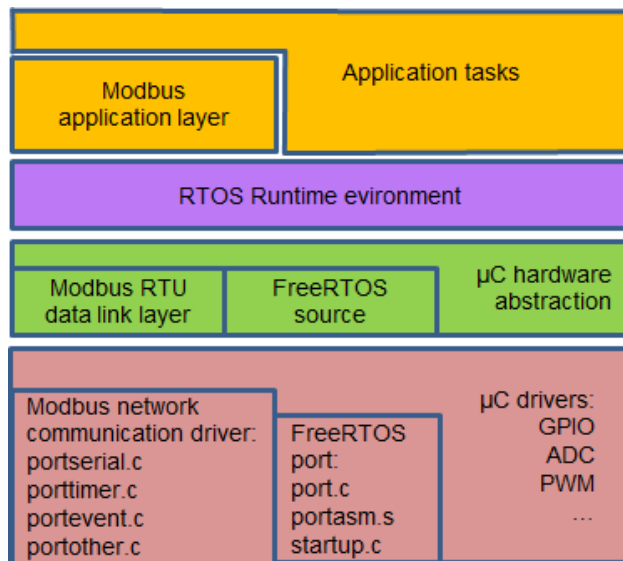 Application tasks
Modbus
application layer
RTOS Runtime evironment
Modbus RTU
data link layer
FreeRTOS
source
µC hardware
abstraction
Modbus network
communication driver:
portserial.c
porttimer.c
portevent.c
portother.c
FreeRTOS
port:
port.c
portasm.s
startup.c
µC drivers:
GPIO
ADC
PWM
...